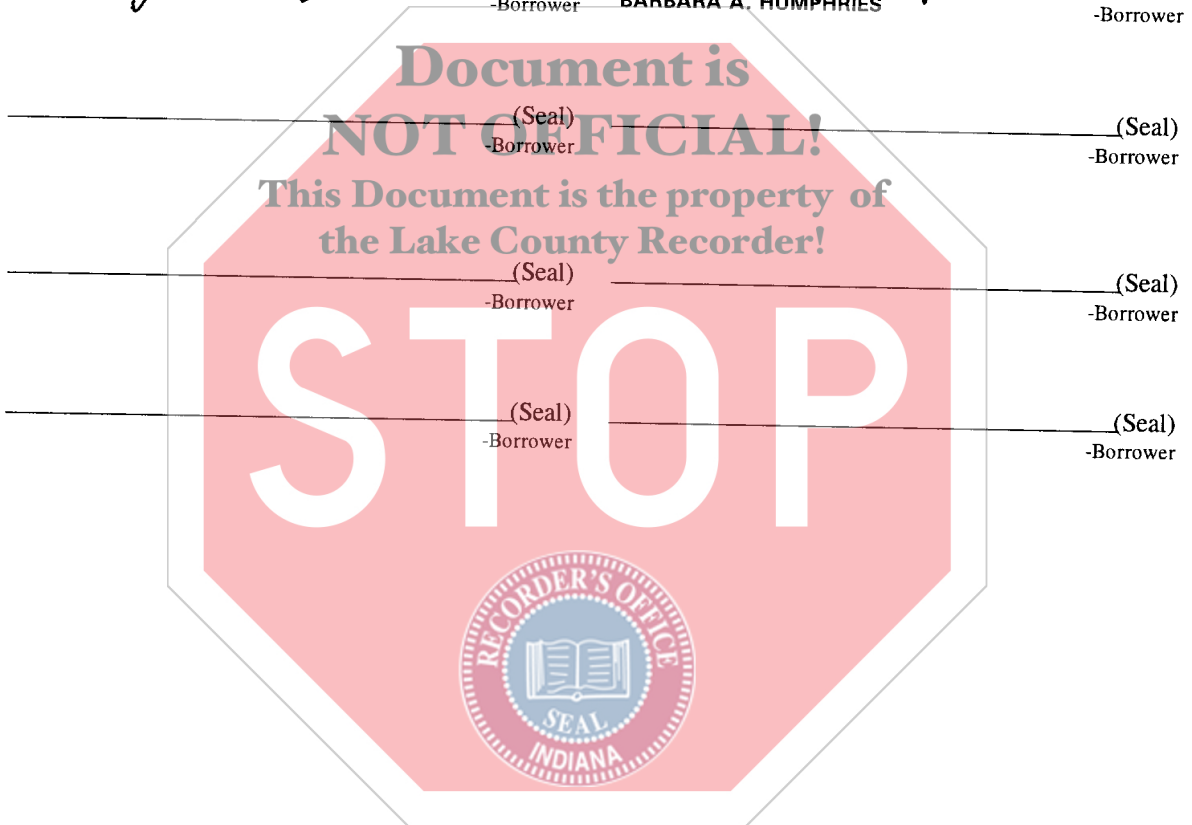 -Borrower BARBARA A. HUMPHRIES -Borrower
Document is
NOT OFFICIAL!
This Document is the property of
the Lake County Recorder!
(Seal) (Seal)
-Borrower -Borrower
(Seal) (Seal)
-Borrower -Borrower
(Seal) (Seal)
-Borrower -Borrower
STOP
RECORDER'S OFFICE
SEAL
INDIANA